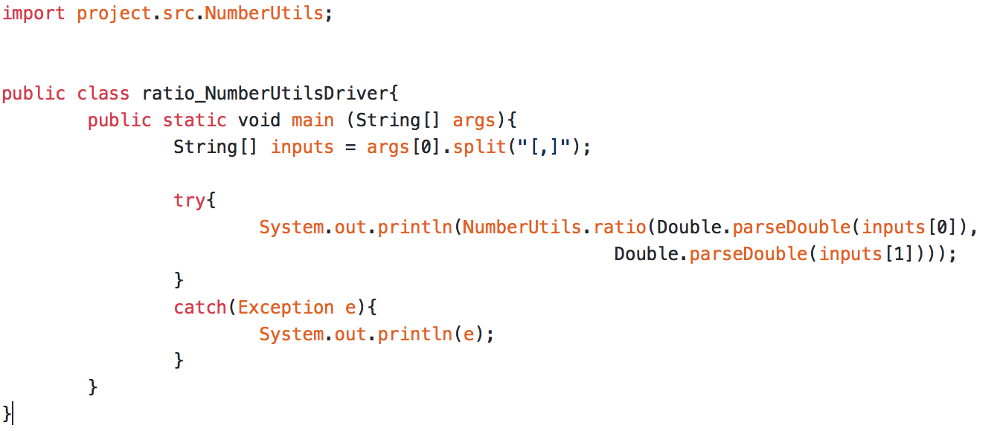 import project.src.NumberUtils;
public class ratio_NumberUtilsDriver{
public static void main (String[] args){
String[] inputs = args[0].split("[,]");
try{
System.out.println(NumberUtils.ratio(Double.parseDouble(inputs[0]),
Double.parseDouble(inputs[1])));
}
catch(Exception e){
System.out.println(e);
}
}
}